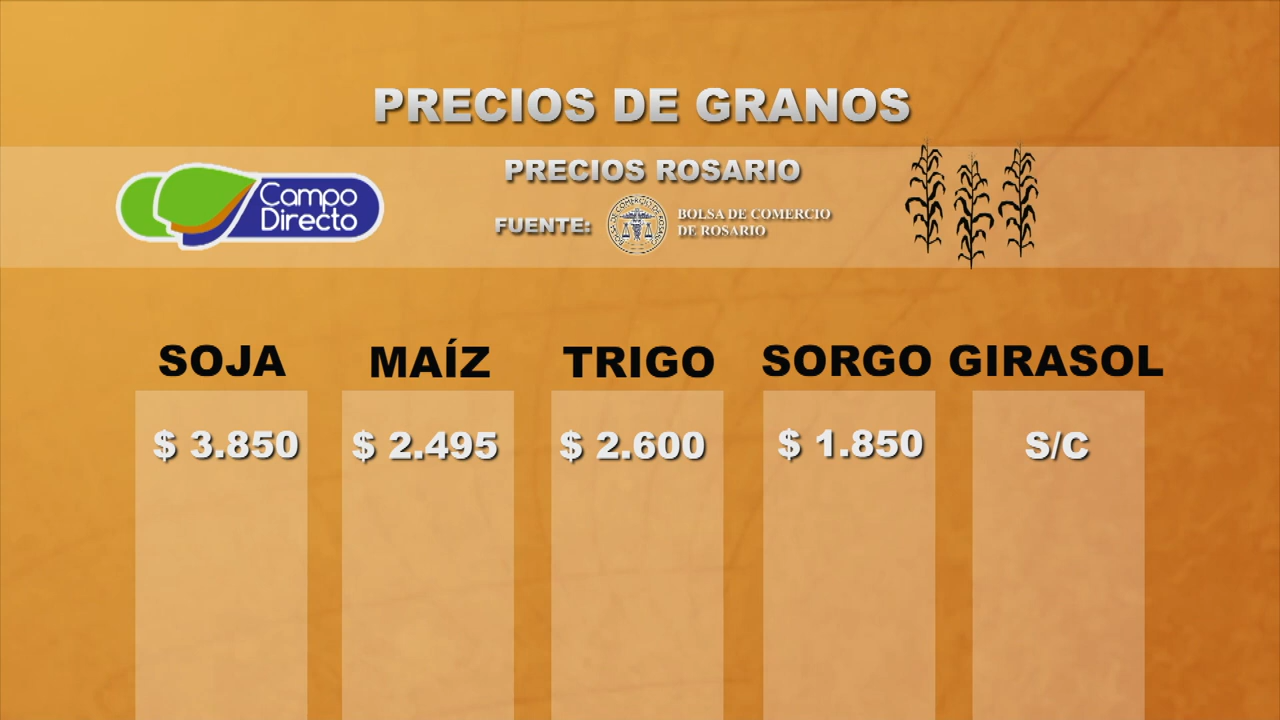 PRECIOS DE GRANOS
PRECIOS ROSARIO
Campo
Directo
FUENTE:
BOLSA DE COMERCIO
DE ROSARIO
SOJA MAÍZ TRIGO SORGO GIRASOL
$ 3.850 $ 2.495 $ 2.600 $ 1.850 S/C